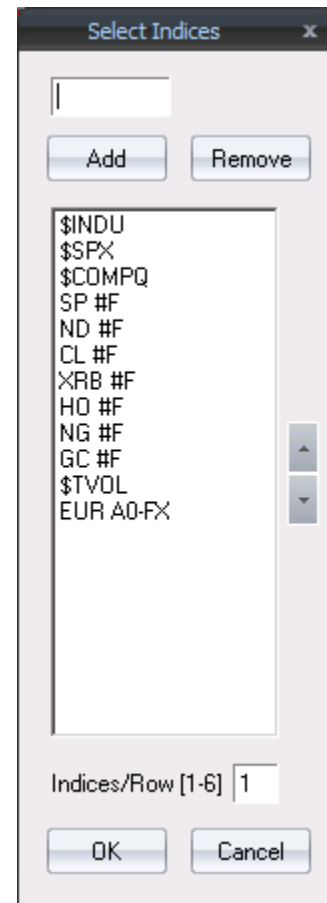 Select Indices x
Add Remove
$INDU
$SPX
$COMPQ
SP #F
ND #F
CL #F
XRB #F
HO #F
NG #F
GC #F
$TVOL
EUR A0-FX
Indices/Row [1-6] 1
OK Cancel